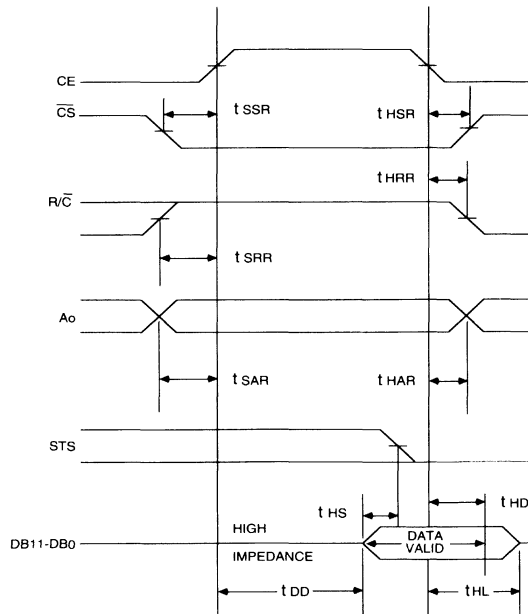 CE
t SSR
t HSR
C̅S̅
t HRR
R/C̅
t SRR
Ao
t SAR
t HAR
STS
t HS
t HD
HIGH
DB11-DB0
DATA
VALID
IMPEDANCE
t DD
t HL